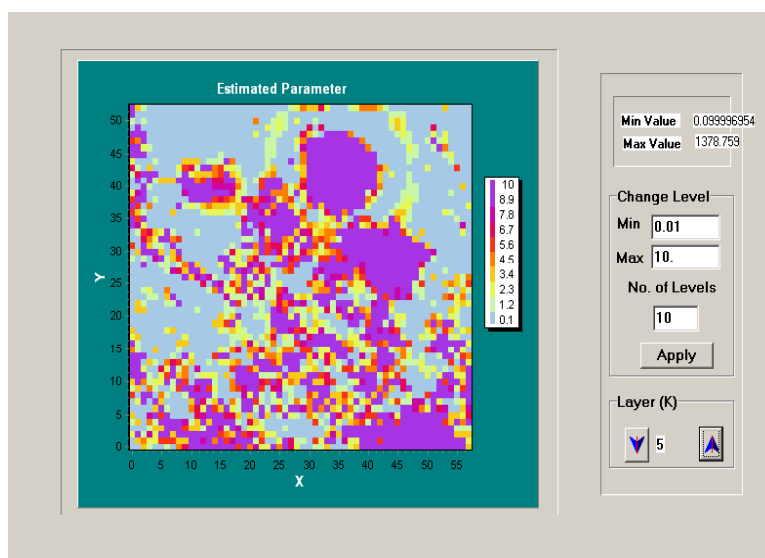 Estimated Parameter
Y
50
45
40
35
30
25
20
15
10
5
0
0 5 10 15 20 25 30 35 40 45 50 55
X
10
8.9
7.8
6.7
5.6
4.5
3.4
2.3
1.2
0.1
Min Value 0.099996954
Max Value 1378.759
Change Level
Min 0.01
Max 10.
No. of Levels
10
Apply
Layer (K)
5